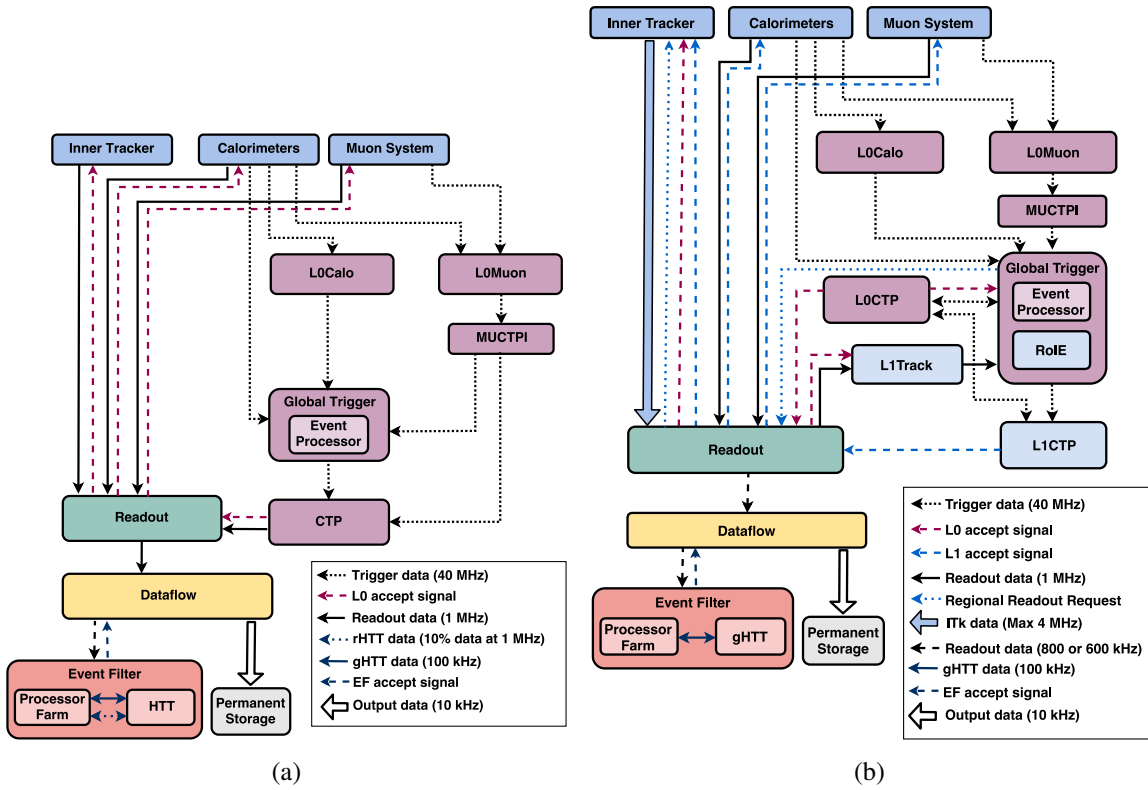 Inner Tracker
Calorimeters
Muon System
L0Calo
L0Muon
MUCTPI
Global Trigger
Event
Processor
Readout
CTP
Dataflow
Event Filter
Processor
Farm
HTT
Permanent
Storage
Trigger data (40 MHz)
L0 accept signal
Readout data (1 MHz)
rHTT data (10% data at 1 MHz)
gHTT data (100 kHz)
EF accept signal
Output data (10 kHz)
(a)
Inner Tracker
Calorimeters
Muon System
L0Calo
L0Muon
MUCTPI
Global Trigger
Event
Processor
RoIE
L0CTP
L1Track
L1CTP
Readout
Dataflow
Event Filter
Processor
Farm
gHTT
Permanent
Storage
Trigger data (40 MHz)
L0 accept signal
L1 accept signal
Readout data (1 MHz)
Regional Readout Request
ITk data (Max 4 MHz)
Readout data (800 or 600 kHz)
gHTT data (100 kHz)
EF accept signal
Output data (10 kHz)
(b)